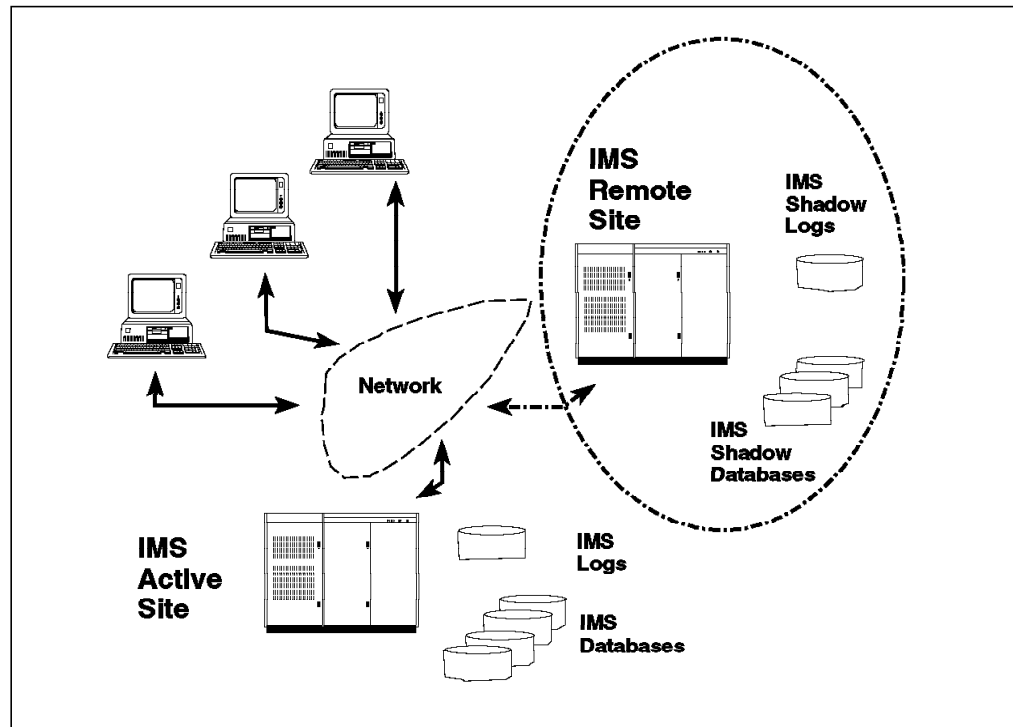 IMS
Remote
Site
IMS
Shadow
Logs
Network
IMS
Shadow
Databases
IMS
Active
Site
IMS
Logs
IMS
Databases